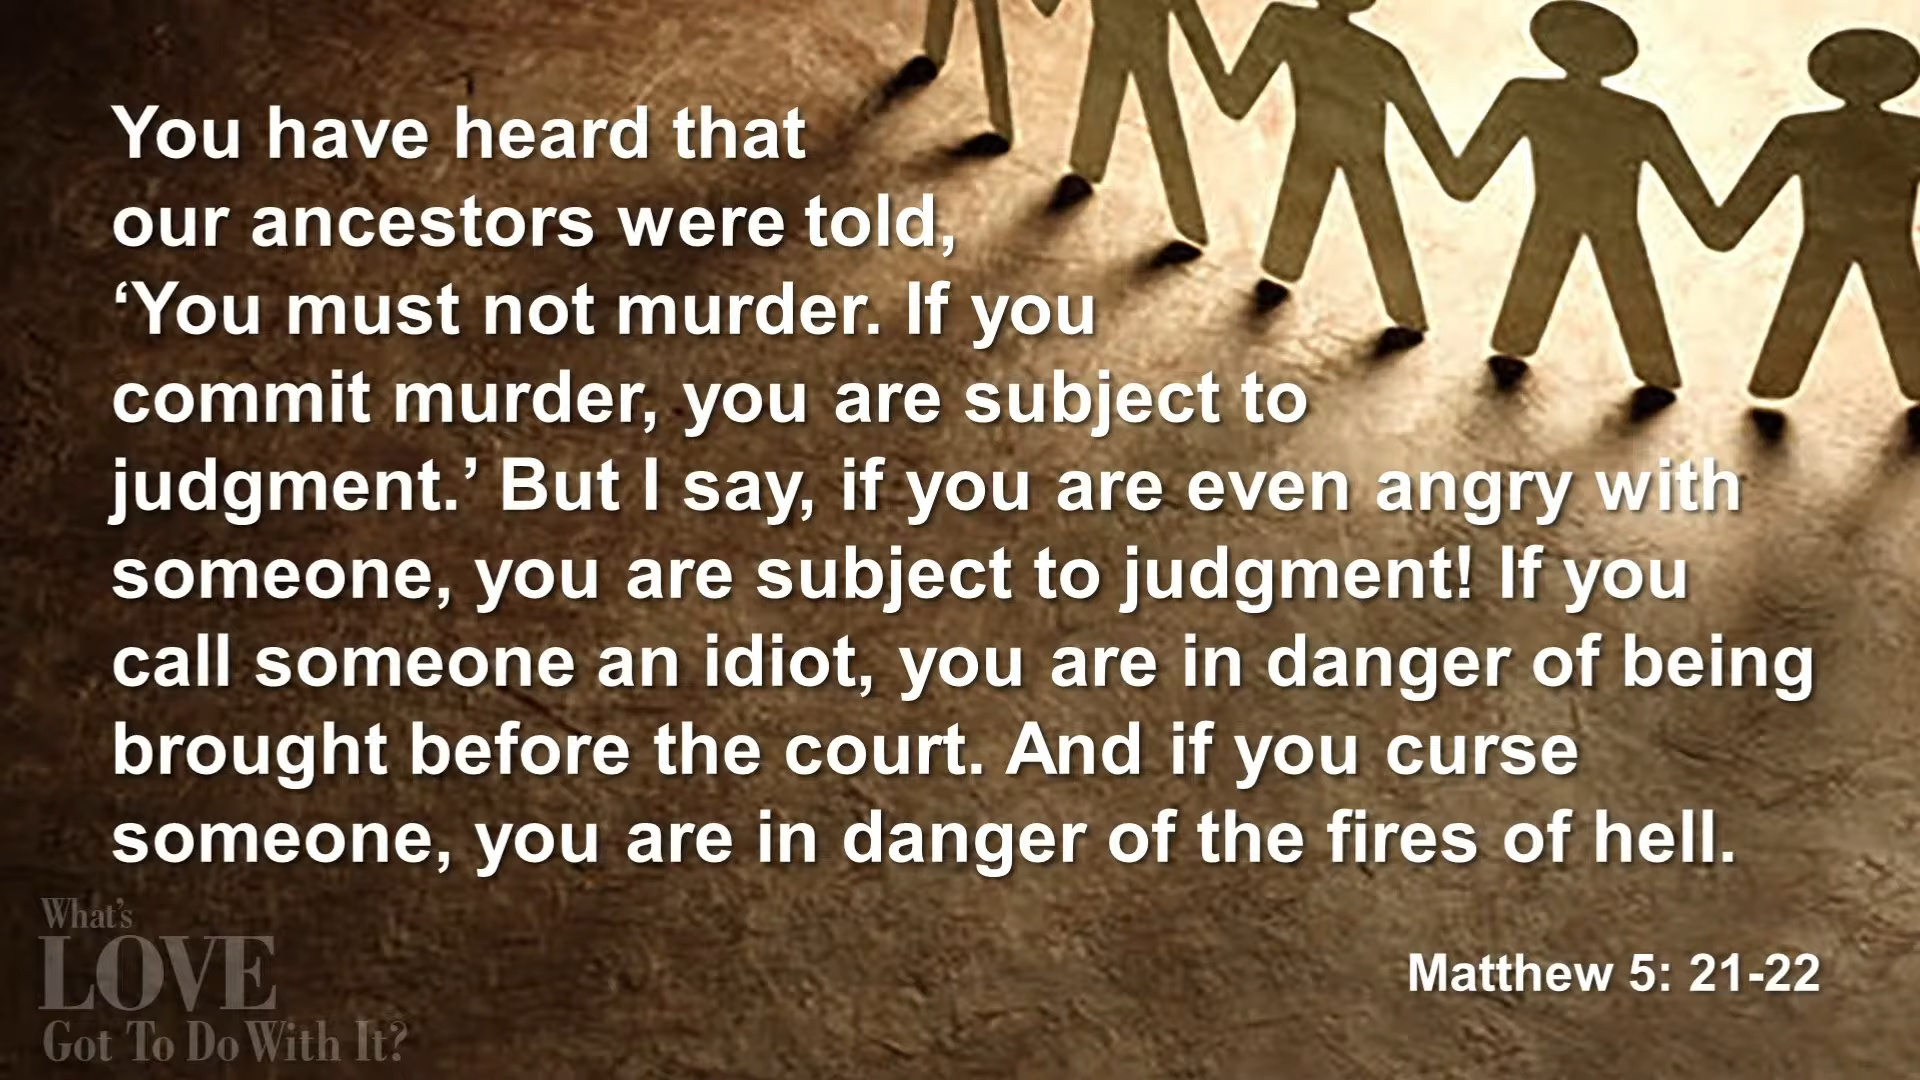 You have heard that
our ancestors were told,
‘You must not murder. If you
commit murder, you are subject to
judgment.’ But I say, if you are even angry with
someone, you are subject to judgment! If you
call someone an idiot, you are in danger of being
brought before the court. And if you curse
someone, you are in danger of the fires of hell.
Matthew 5: 21-22
What's
LOVE
Got To Do With It?